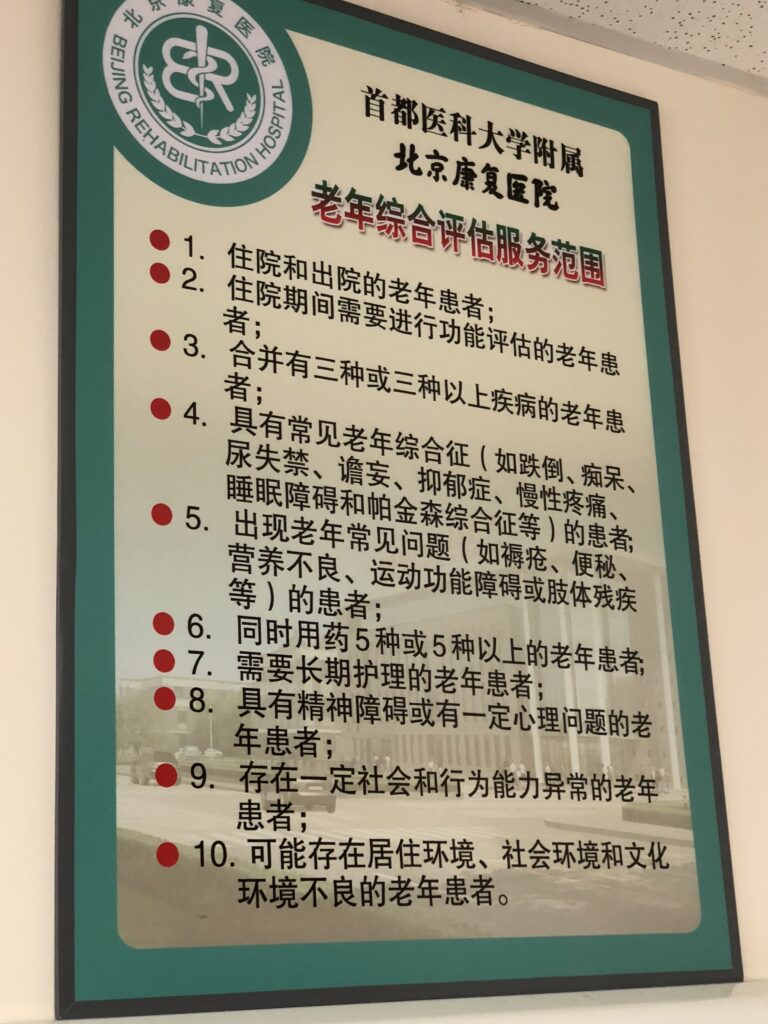 北京康复医院
BEIJING REHABILITATION HOSPITAL
BR
首都医科大学附属
北京康复医院
老年综合评估服务范围
1. 住院和出院的老年患者；
2. 住院期间需要进行功能评估的老年患
者；
3. 合并有三种或三种以上疾病的老年患
者；
4. 具有常见老年综合征（如跌倒、痴呆、
尿失禁、谵妄、抑郁症、慢性疼痛、
睡眠障碍和帕金森综合征等）的患者；
5. 出现老年常见问题（如褥疮、便秘、
营养不良、运动功能障碍或肢体残疾
等）的患者；
6. 同时用药5种或5种以上的老年患者；
7. 需要长期护理的老年患者；
8. 具有精神障碍或有一定心理问题的老
年患者；
9. 存在一定社会和行为能力异常的老年
患者；
10. 可能存在居住环境、社会环境和文化
环境不良的老年患者。